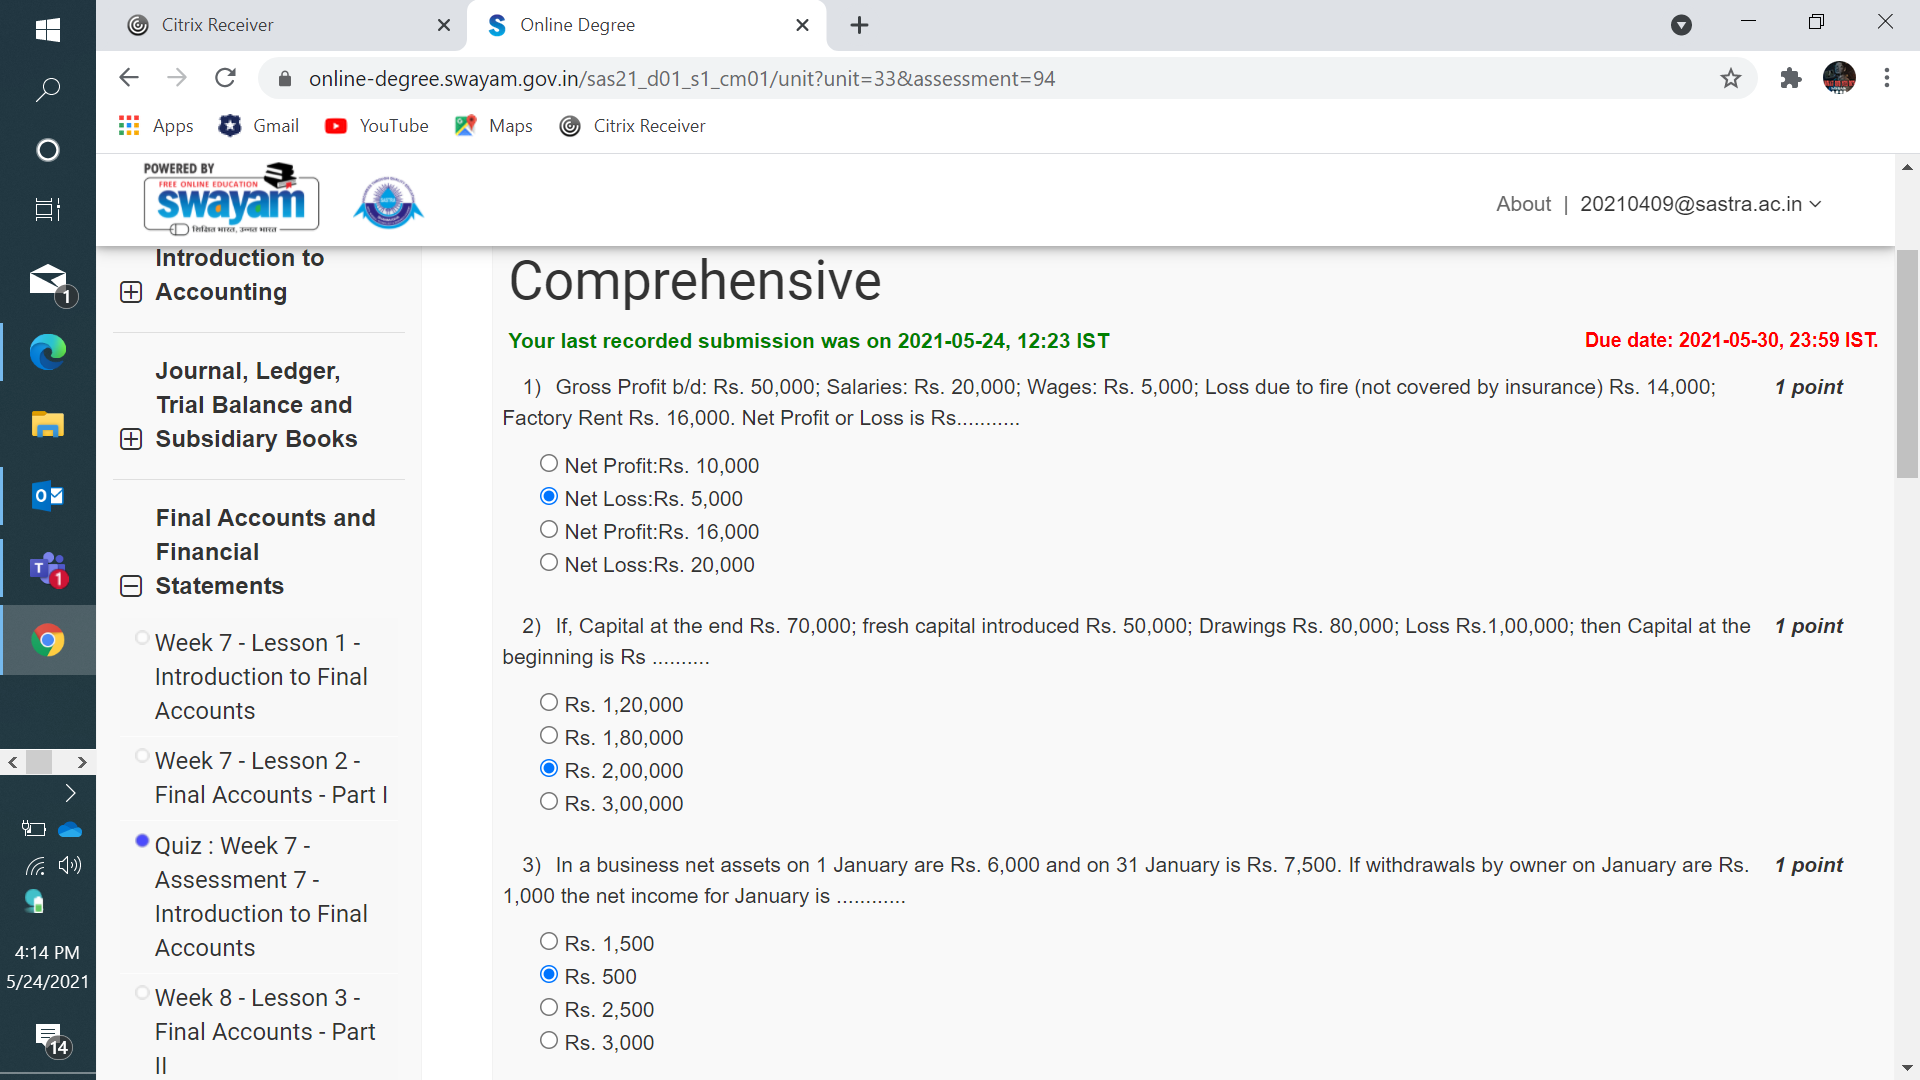 Citrix Receiver
Online Degree
online-degree.swayam.gov.in/sas21_d01_s1_cm01/unit?unit=33&assessment=94
Apps
Gmail
YouTube
Maps
Citrix Receiver
POWERED BY
FREE ONLINE EDUCATION
swayam
शिक्षित भारत, उन्नत भारत
SASTRA
About | 20210409@sastra.ac.in
Introduction to
Accounting
Journal, Ledger,
Trial Balance and
Subsidiary Books
Final Accounts and
Financial
Statements
Week 7 - Lesson 1 -
Introduction to Final
Accounts
Week 7 - Lesson 2 -
Final Accounts - Part I
Quiz : Week 7 -
Assessment 7 -
Introduction to Final
Accounts
Week 8 - Lesson 3 -
Final Accounts - Part
II
Comprehensive
Your last recorded submission was on 2021-05-24, 12:23 IST
Due date: 2021-05-30, 23:59 IST.
1) Gross Profit b/d: Rs. 50,000; Salaries: Rs. 20,000; Wages: Rs. 5,000; Loss due to fire (not covered by insurance) Rs. 14,000; 1 point
Factory Rent Rs. 16,000. Net Profit or Loss is Rs...........
Net Profit:Rs. 10,000
Net Loss:Rs. 5,000
Net Profit:Rs. 16,000
Net Loss:Rs. 20,000
2) If, Capital at the end Rs. 70,000; fresh capital introduced Rs. 50,000; Drawings Rs. 80,000; Loss Rs.1,00,000; then Capital at the 1 point
beginning is Rs ..........
Rs. 1,20,000
Rs. 1,80,000
Rs. 2,00,000
Rs. 3,00,000
3) In a business net assets on 1 January are Rs. 6,000 and on 31 January is Rs. 7,500. If withdrawals by owner on January are Rs. 1 point
1,000 the net income for January is ............
Rs. 1,500
Rs. 500
Rs. 2,500
Rs. 3,000
1
T
1
4:14 PM
5/24/2021
14